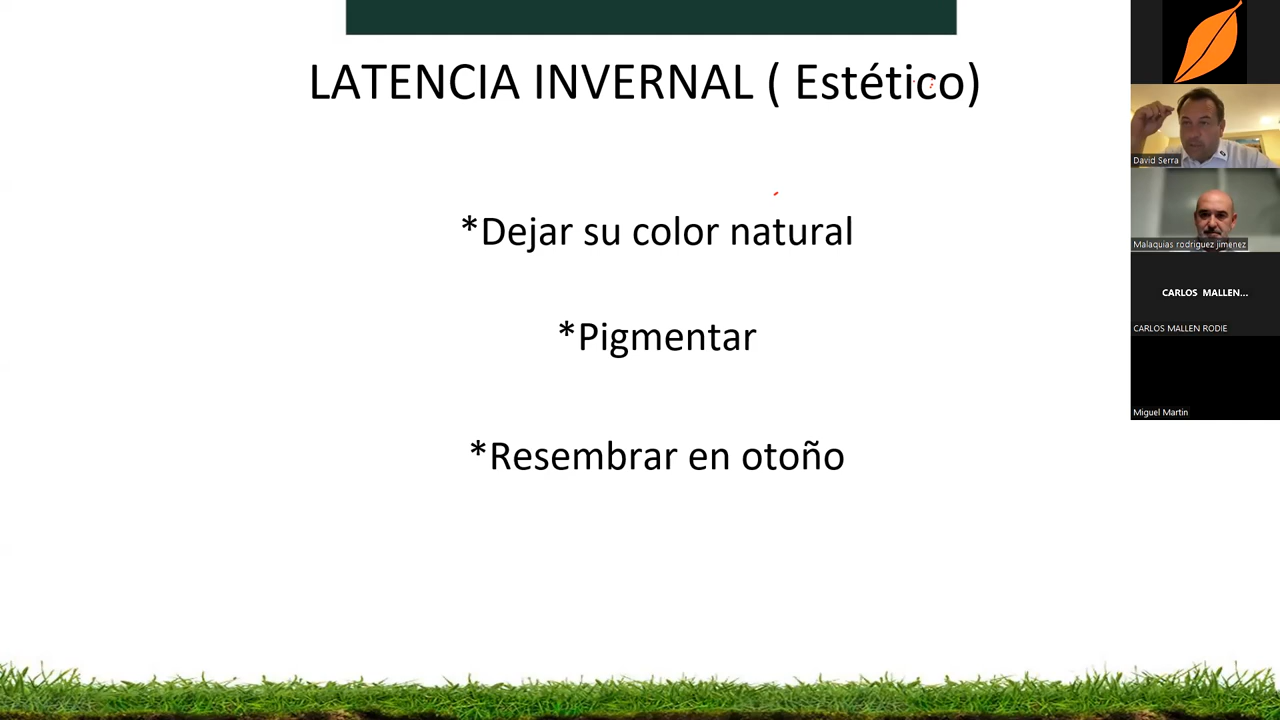 LATENCIA INVERNAL ( Estético)
*Dejar su color natural
*Pigmentar
*Resembrar en otoño
David Serra
Malaquias rodriguez jimenez
CARLOS MALLEN...
CARLOS MALLEN RODIE
Miguel Martin